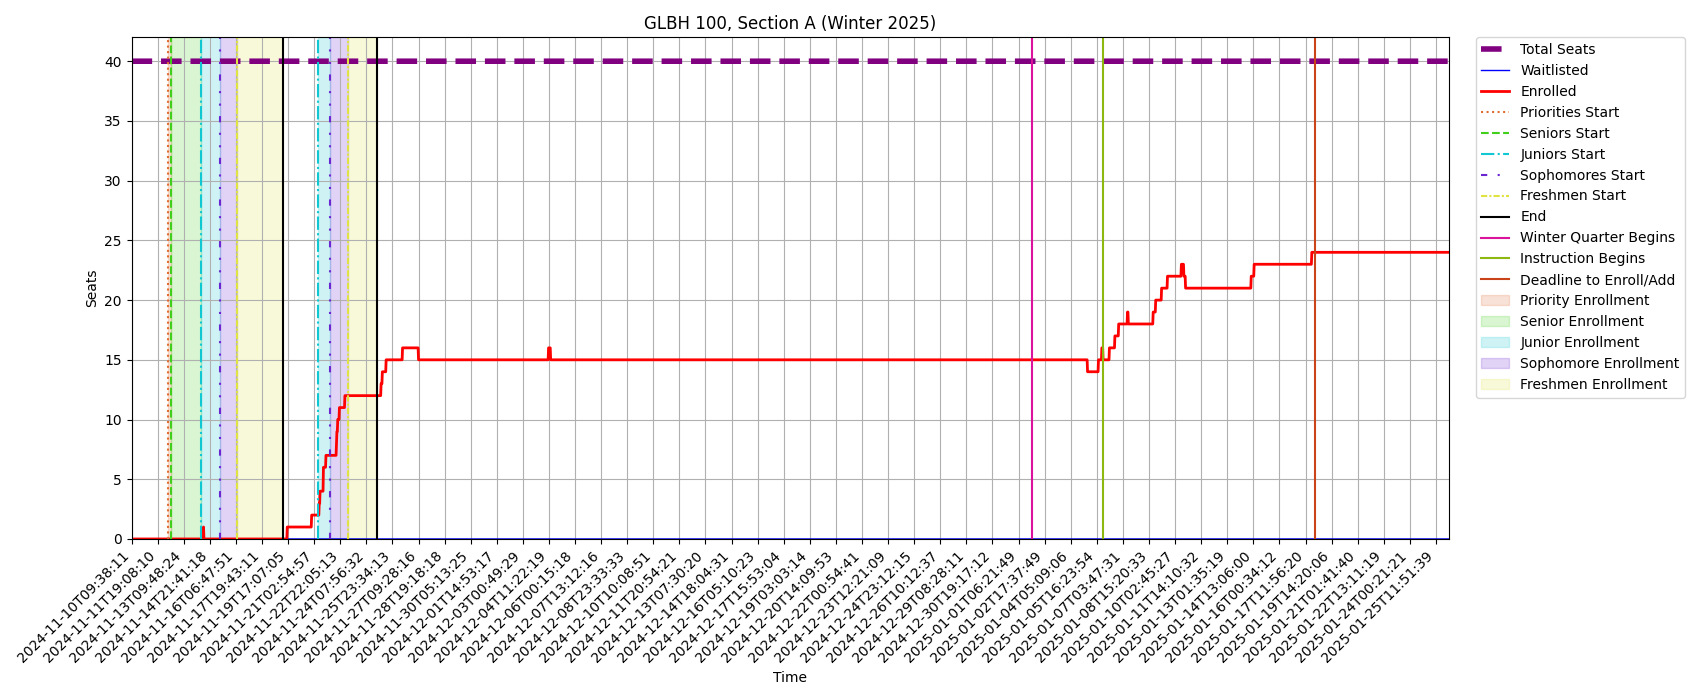 GLBH 100, Section A (Winter 2025)
Seats
40
35
30
25
20
15
10
5
0
2024-11-10T09:38:11
2024-11-11T19:08:10
2024-11-13T09:48:24
2024-11-14T21:41:18
2024-11-16T06:47:51
2024-11-17T19:43:11
2024-11-19T17:07:05
2024-11-21T02:54:57
2024-11-22T22:05:13
2024-11-24T07:56:32
2024-11-25T23:34:13
2024-11-27T09:28:16
2024-11-28T19:18:18
2024-11-30T05:13:25
2024-12-01T14:53:17
2024-12-03T00:49:29
2024-12-04T11:22:19
2024-12-06T00:15:18
2024-12-07T13:12:16
2024-12-08T23:33:33
2024-12-10T10:08:51
2024-12-11T20:54:21
2024-12-13T07:30:20
2024-12-14T18:04:31
2024-12-16T05:10:23
2024-12-17T15:53:04
2024-12-19T03:03:14
2024-12-20T14:09:53
2024-12-22T00:54:41
2024-12-23T12:21:09
2024-12-24T23:12:15
2024-12-26T10:12:37
2024-12-29T08:28:11
2024-12-30T19:17:12
2025-01-01T06:21:49
2025-01-02T17:37:49
2025-01-04T05:09:06
2025-01-05T16:23:54
2025-01-07T03:47:31
2025-01-08T15:20:33
2025-01-10T02:45:27
2025-01-11T14:10:32
2025-01-13T01:35:19
2025-01-14T13:06:00
2025-01-16T00:34:12
2025-01-17T11:56:20
2025-01-19T14:20:06
2025-01-21T01:41:40
2025-01-22T13:11:19
2025-01-24T00:21:21
2025-01-25T11:51:39
Time
Total Seats
Waitlisted
Enrolled
Priorities Start
Seniors Start
Juniors Start
Sophomores Start
Freshmen Start
End
Winter Quarter Begins
Instruction Begins
Deadline to Enroll/Add
Priority Enrollment
Senior Enrollment
Junior Enrollment
Sophomore Enrollment
Freshmen Enrollment